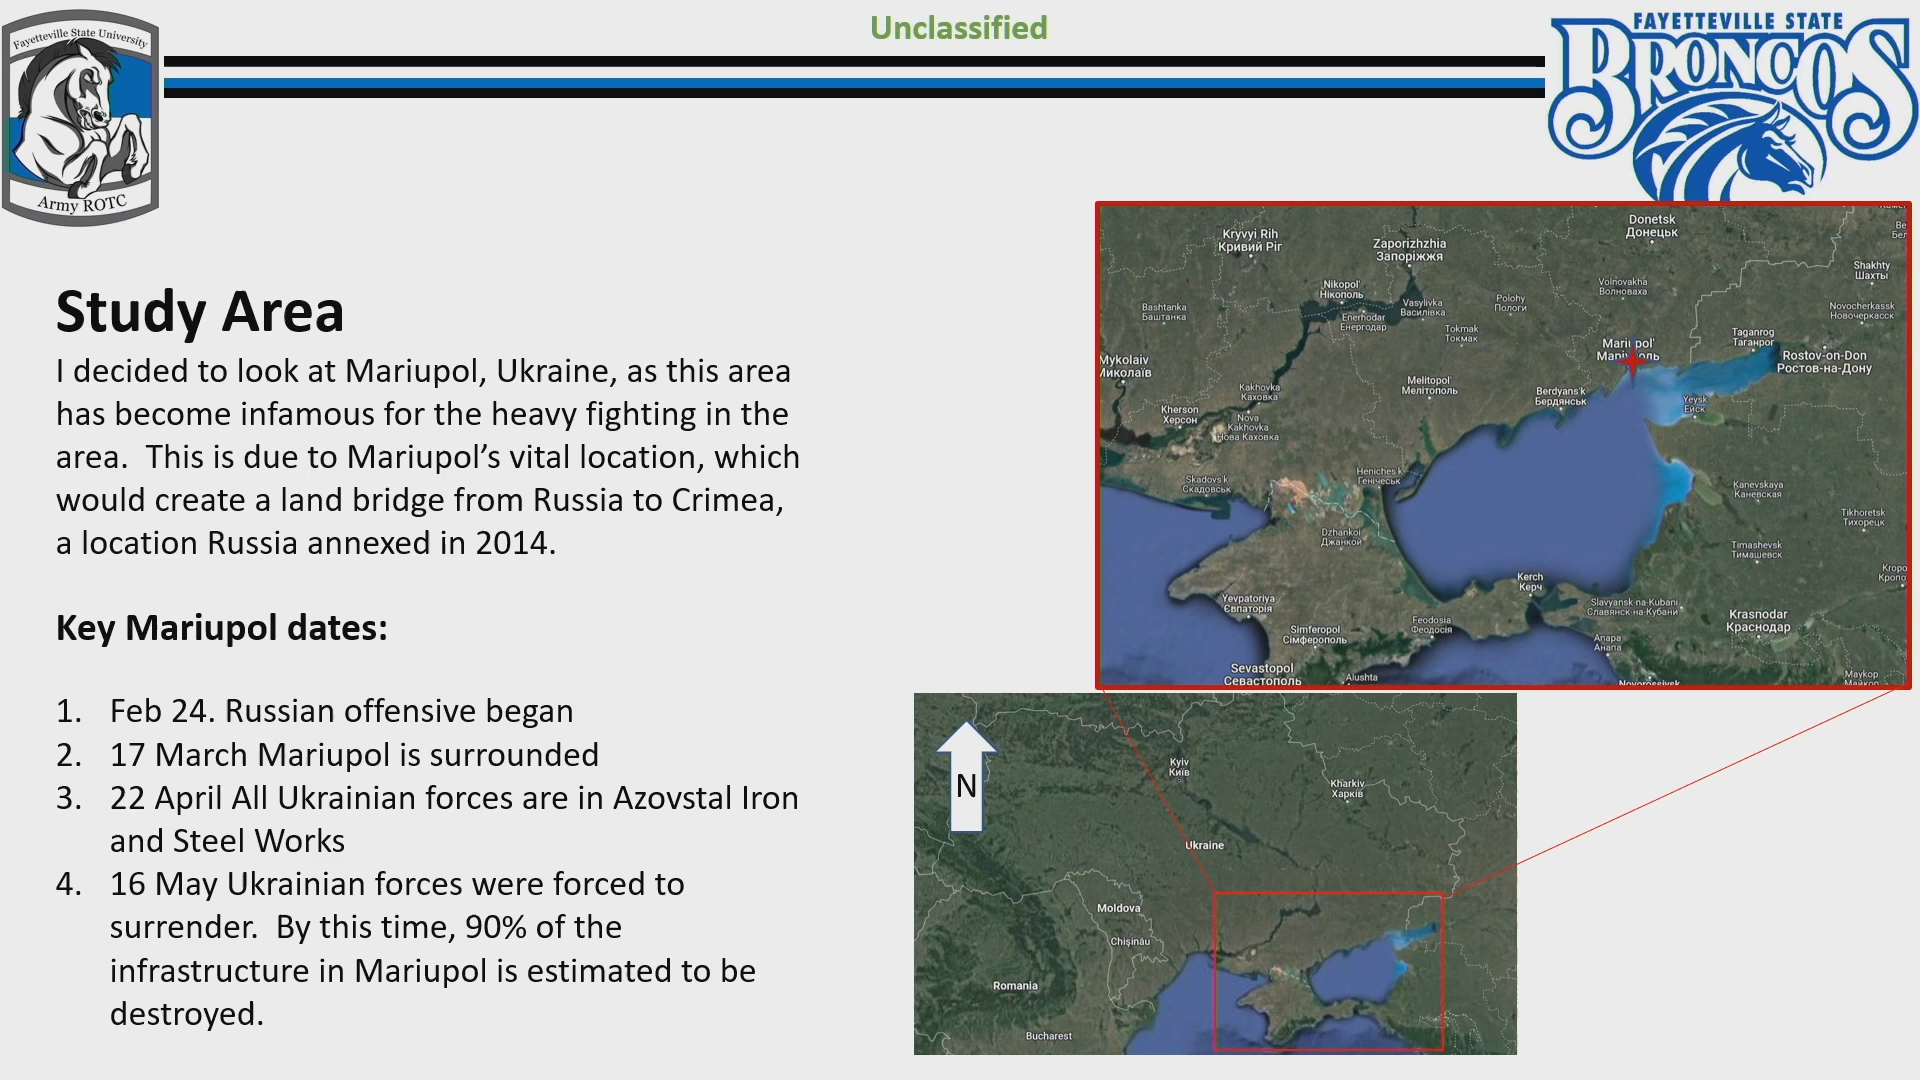 Unclassified
Fayetteville State University
Army ROTC
FAYETTEVILLE STATE
BRONCOS
Study Area
I decided to look at Mariupol, Ukraine, as this area
has become infamous for the heavy fighting in the
area.  This is due to Mariupol’s vital location, which
would create a land bridge from Russia to Crimea,
a location Russia annexed in 2014.
Key Mariupol dates:
1. Feb 24. Russian offensive began
2. 17 March Mariupol is surrounded
3. 22 April All Ukrainian forces are in Azovstal Iron
and Steel Works
4. 16 May Ukrainian forces were forced to
surrender.  By this time, 90% of the
infrastructure in Mariupol is estimated to be
destroyed.
Donetsk
Донецьк
Kryvyi Rih
Кривий Ріг
Zaporizhzhia
Запоріжжя
Shakhty
Шахты
Nikopol'
Нікополь
Volnovakha
Волноваха
Bashtanka
Баштанка
Enerhodar
Енергодар
Vasylivka
Василівка
Polohy
Пологи
Novocherkassk
Новочеркасск
Tokmak
Токмак
Taganrog
Таганрог
Mykolaiv
Миколаїв
Rostov-on-Don
Ростов-на-Дону
Kakhovka
Каховка
Melitopol'
Мелітополь
Berdyans'k
Бердянськ
Yeysk
Ейск
Kherson
Херсон
Nova
Kakhovka
Нова Каховка
Skadovs'k
Скадовськ
Heniches'k
Генічеськ
Kanevskaya
Каневская
Tikhoretsk
Тихорецк
Dzhankoi
Джанкой
Timashevsk
Тимашевск
Kerch
Керч
Yevpatoriya
Євпаторія
Slavyansk-na-Kubani
Славянск-на-Кубани
Krasnodar
Краснодар
Feodosia
Феодосія
Simferopol
Сімферополь
Anapa
Анапа
Sevastopol
Севастополь
Alushta
Maykop
N
Kyiv
Київ
Kharkiv
Харків
Ukraine
Moldova
Chișinău
Romania
Bucharest